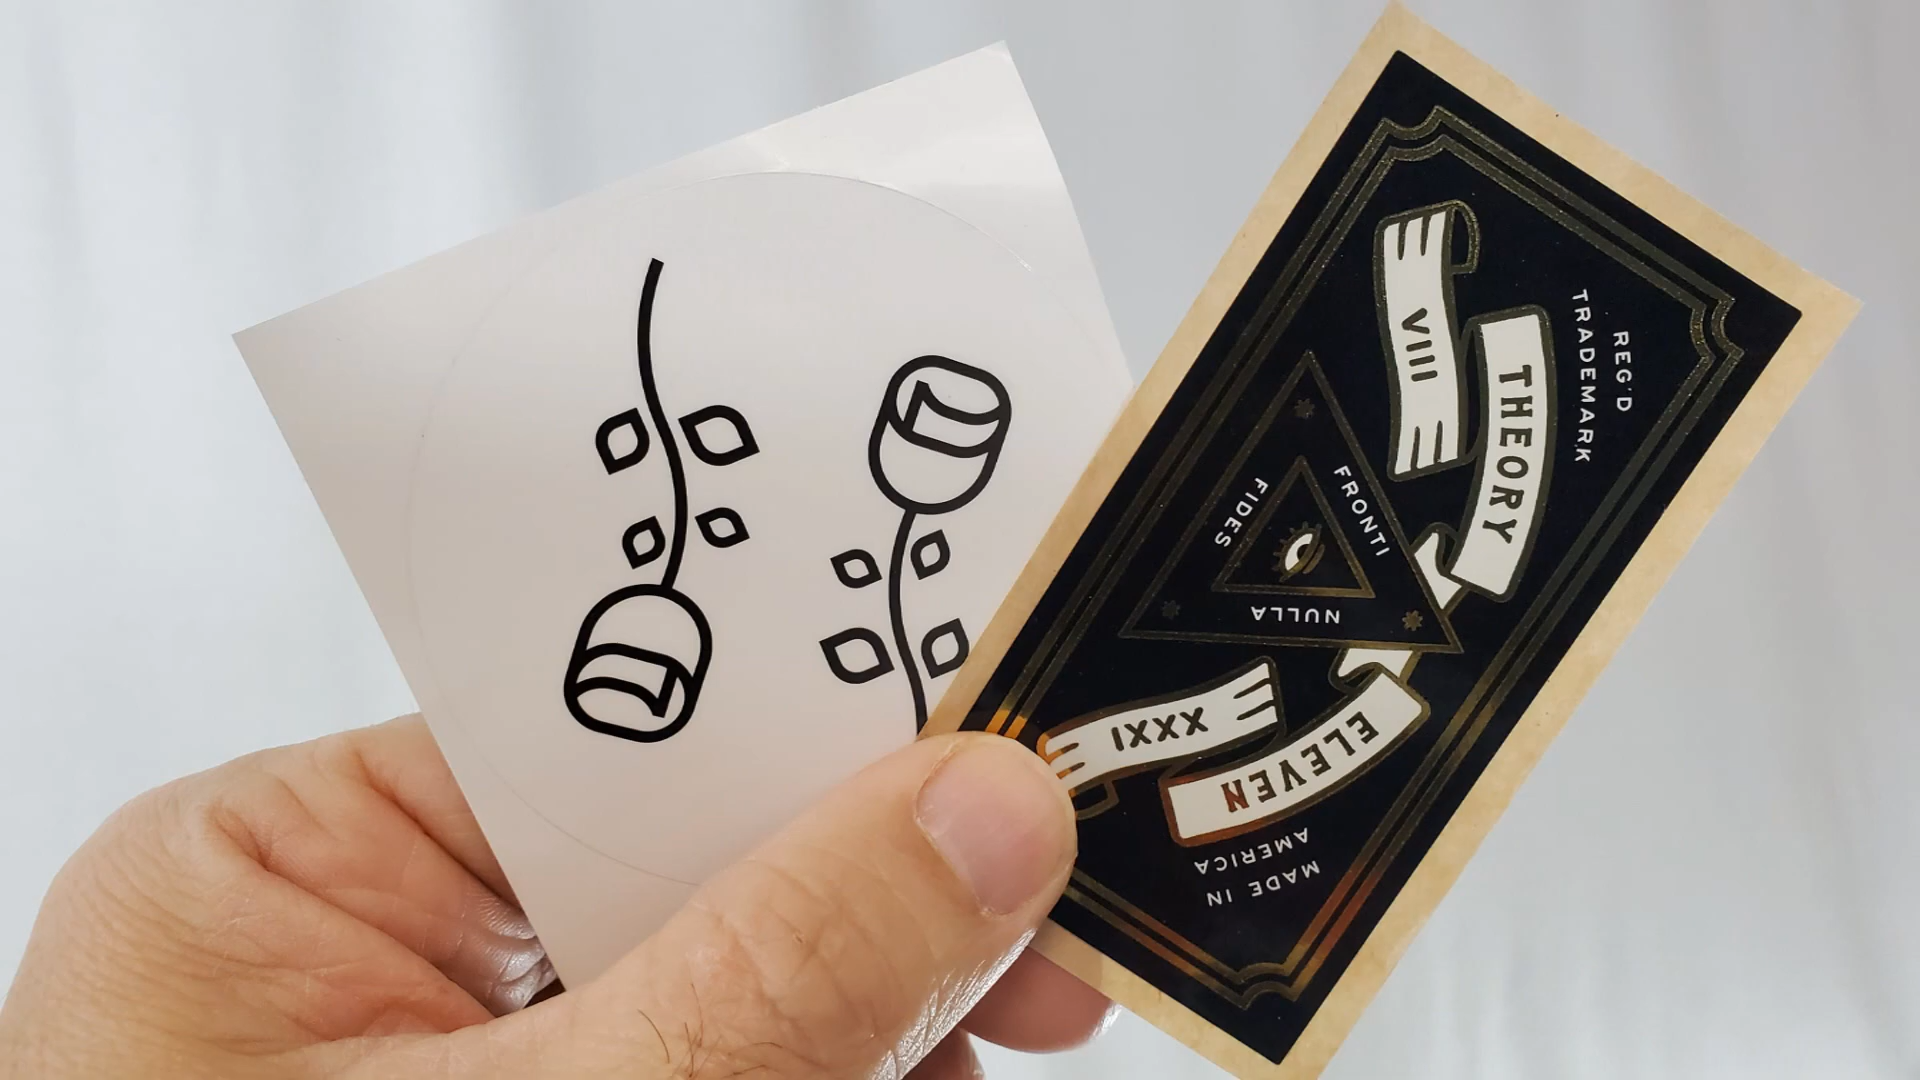 REG'D
TRADEMARK
THEORY
VIII
FRONTI
NULLA
FIDES
XXXI
ELEVEN
MADE IN
AMERICA